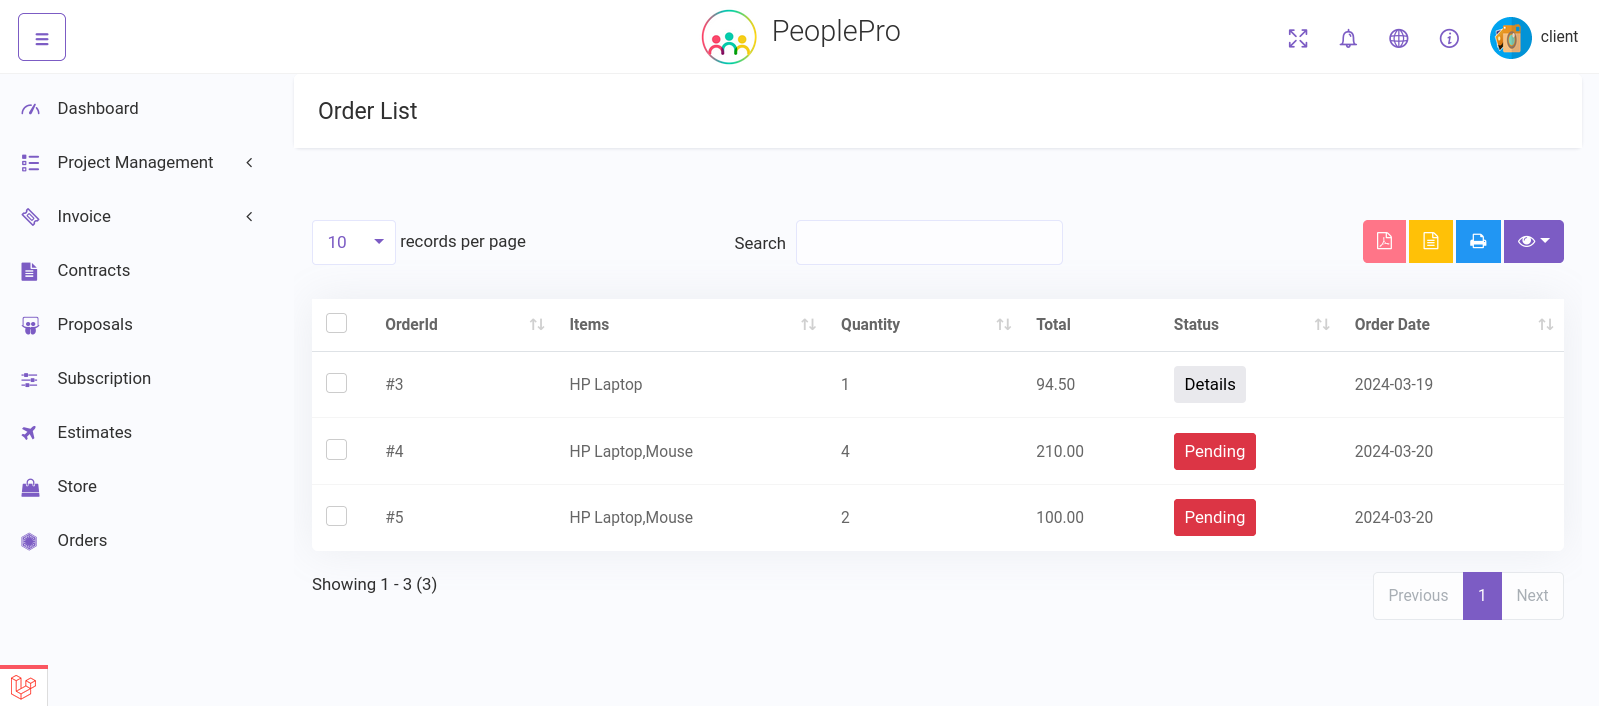 PeoplePro
client
Dashboard
Project Management
Invoice
Contracts
Proposals
Subscription
Estimates
Store
Orders
Order List
10 records per page
Search
OrderId Items Quantity Total Status Order Date
#3 HP Laptop 1 94.50 Details 2024-03-19
#4 HP Laptop,Mouse 4 210.00 Pending 2024-03-20
#5 HP Laptop,Mouse 2 100.00 Pending 2024-03-20
Showing 1 - 3 (3)
Previous 1 Next